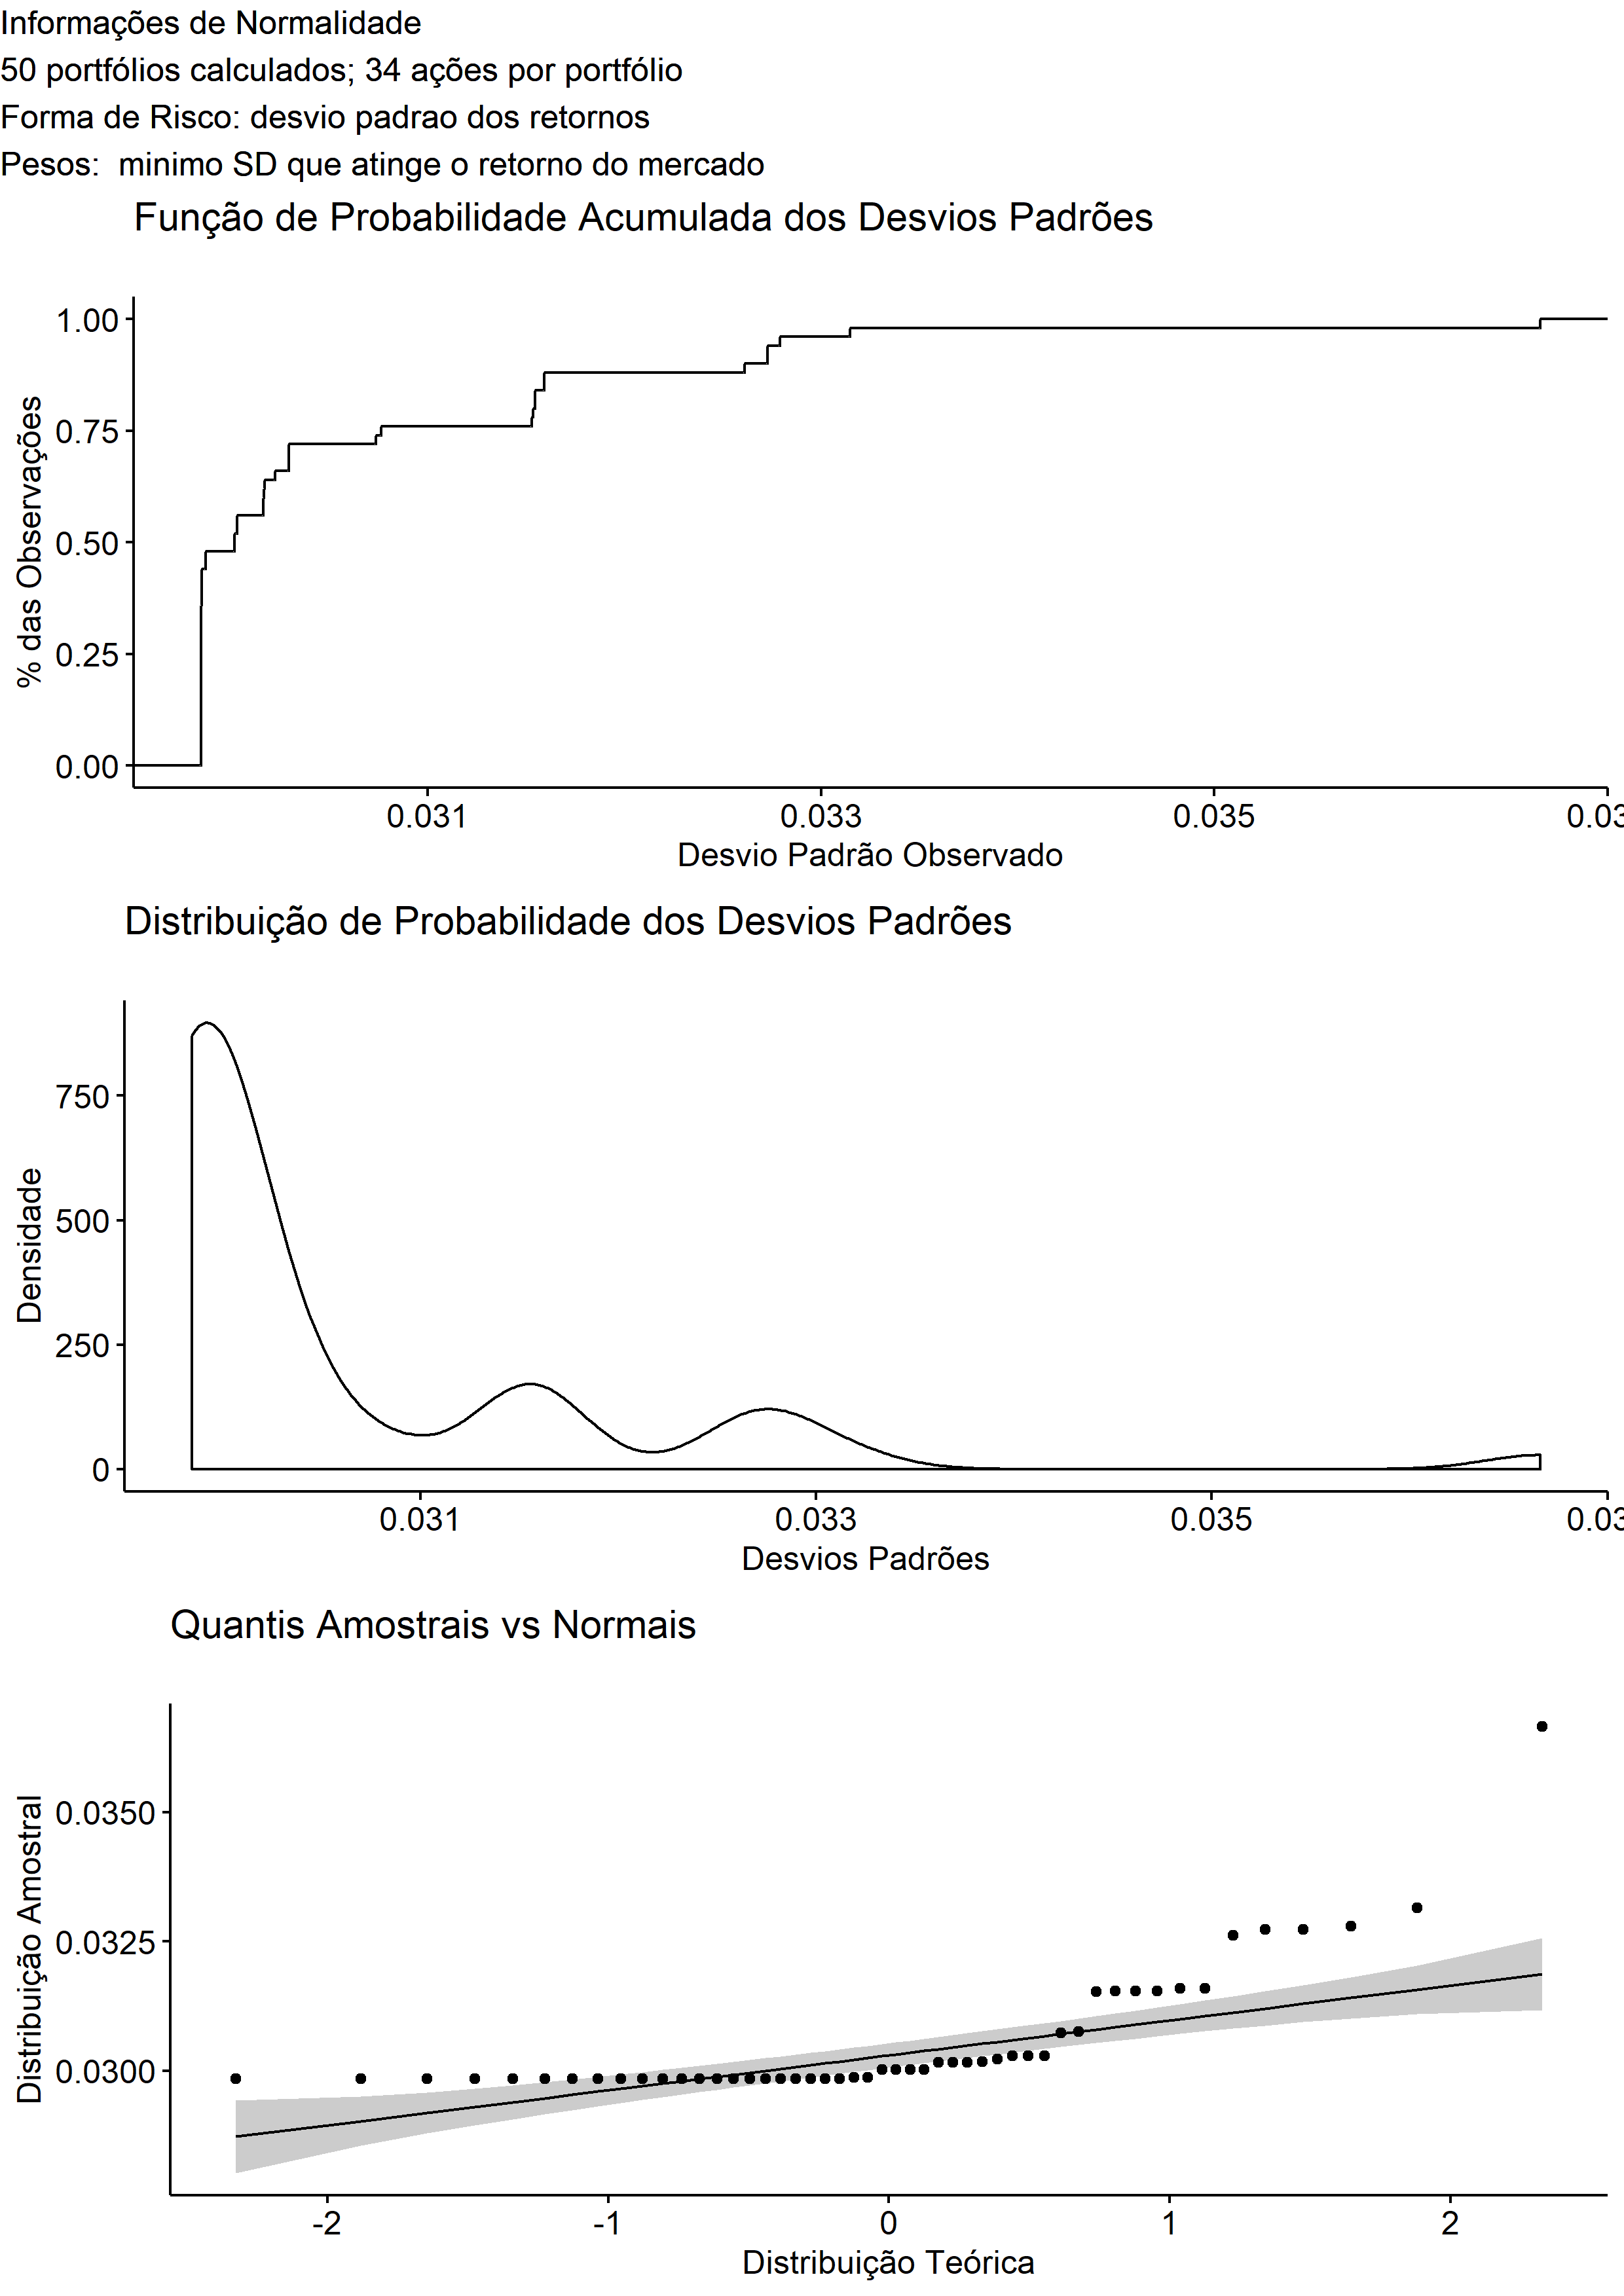 Informações de Normalidade
50 portfólios calculados; 34 ações por portfólio
Forma de Risco: desvio padrao dos retornos
Pesos:  minimo SD que atinge o retorno do mercado
Função de Probabilidade Acumulada dos Desvios Padrões
% das Observações
1.00
0.75
0.50
0.25
0.00
0.031
0.033
0.035
0.03
Desvio Padrão Observado
Distribuição de Probabilidade dos Desvios Padrões
Densidade
750
500
250
0
0.031
0.033
0.035
0.03
Desvios Padrões
Quantis Amostrais vs Normais
Distribuição Amostral
0.0350
0.0325
0.0300
-2
-1
0
1
2
Distribuição Teórica